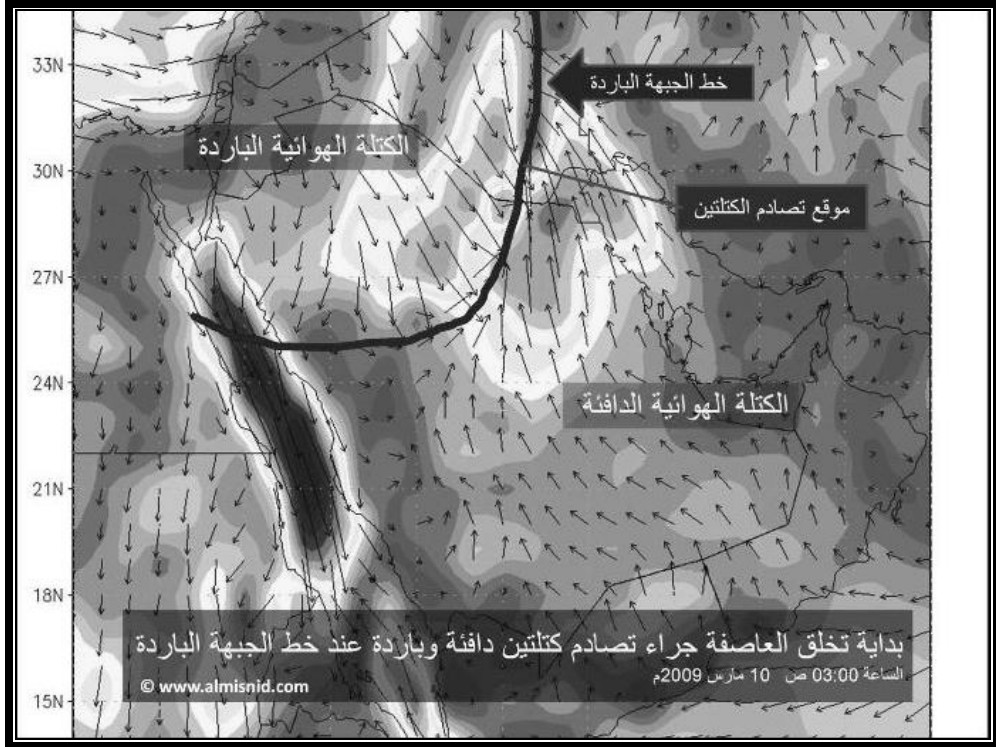 33N
خط الجبهة الباردة
الكتلة الهوائية الباردة
30N
موقع تصادم الكتلتين
27N
24N
الكتلة الهوائية الدافئة
21N
18N
بداية تخلق العاصفة جراء تصادم كتلتين دافئة وباردة عند خط الجبهة الباردة
الساعة 03:00 ص 10 مارس 2009م
© www.almisnid.com
15N